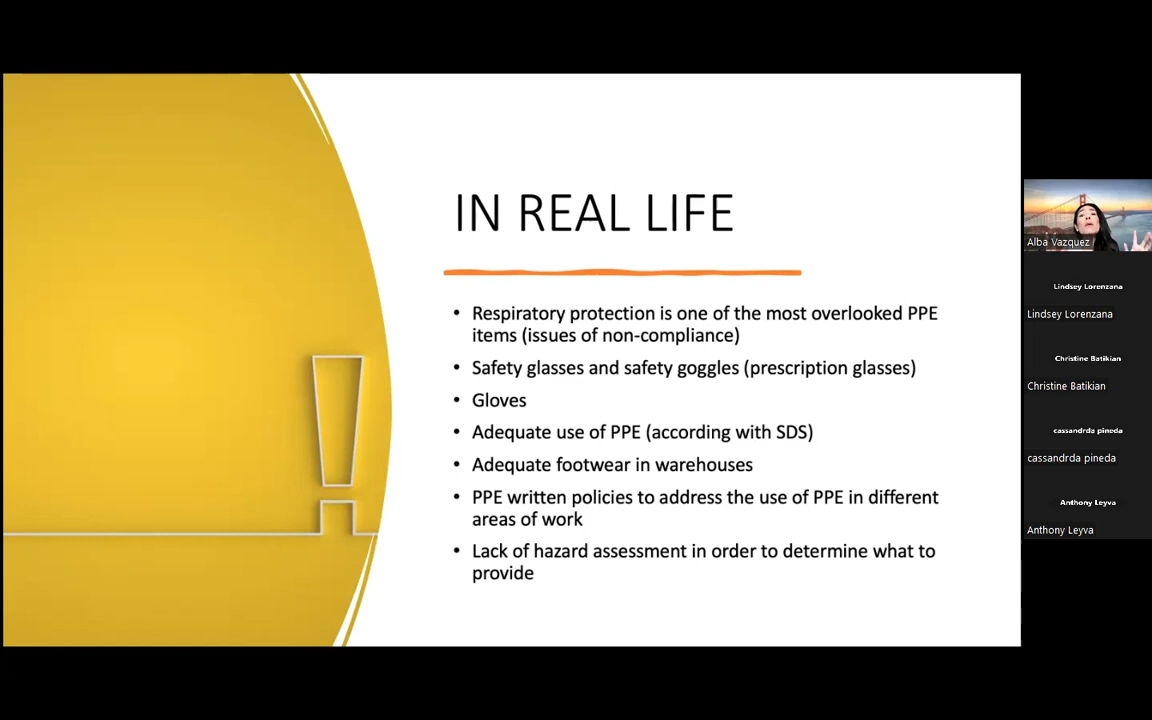 IN REAL LIFE
• Respiratory protection is one of the most overlooked PPE
items (issues of non-compliance)
• Safety glasses and safety goggles (prescription glasses)
• Gloves
• Adequate use of PPE (according with SDS)
• Adequate footwear in warehouses
• PPE written policies to address the use of PPE in different
areas of work
• Lack of hazard assessment in order to determine what to
provide
Alba Vazquez
Lindsey Lorenzana
Lindsey Lorenzana
Christine Batikian
Christine Batikian
cassandrda pineda
cassandrda pineda
Anthony Leyva
Anthony Leyva